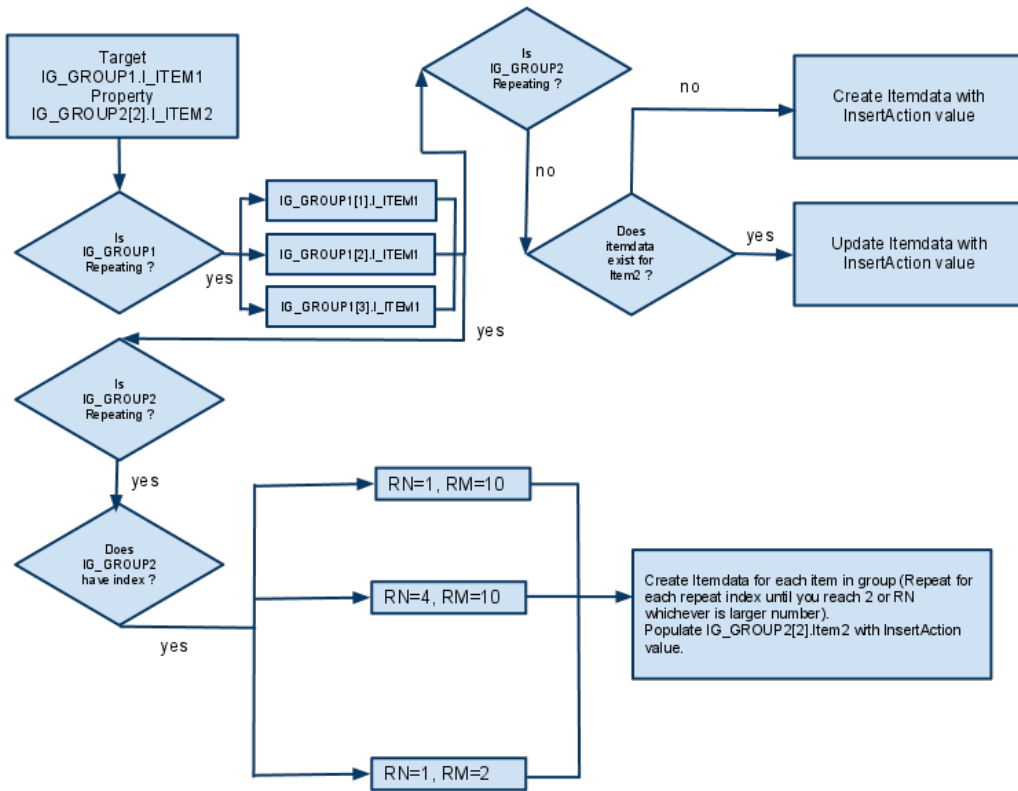 Target
IG_GROUP1.I_ITEM1
Property
IG_GROUP2[2].I_ITEM2
Is
IG_GROUP1
Repeating ?
yes
IG_GROUP1[1].I_ITEM1
IG_GROUP1[2].I_ITEM1
IG_GROUP1[3].I_ITEM1
Is
IG_GROUP2
Repeating ?
no
Does
itemdata
exist for
Item2 ?
no
Create Itemdata with
InsertAction value
yes
Update Itemdata with
InsertAction value
yes
Is
IG_GROUP2
Repeating ?
yes
Does
IG_GROUP2
have index ?
yes
RN=1, RM=10
RN=4, RM=10
RN=1, RM=2
Create Itemdata for each item in group (Repeat for
each repeat index until you reach 2 or RN
whichever is larger number).
Populate IG_GROUP2[2].Item2 with InsertAction
value.